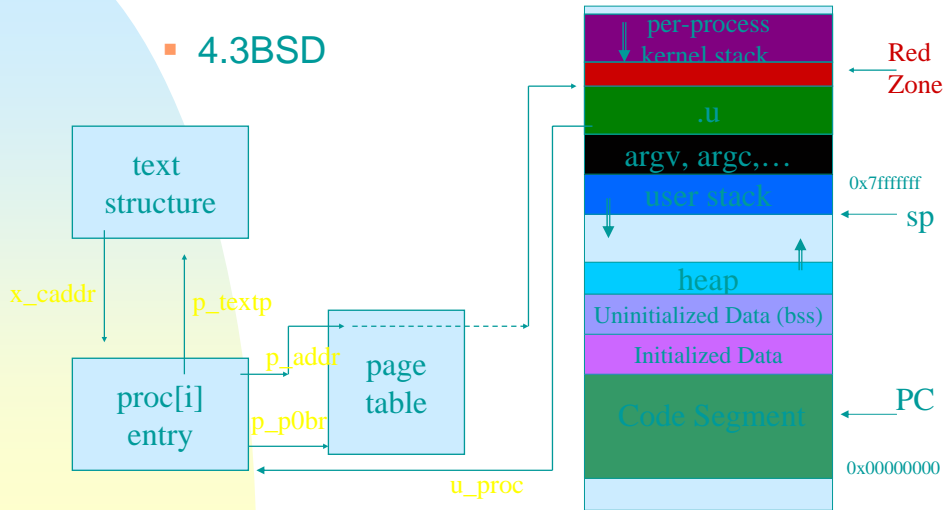 4.3BSD
text
structure
x_caddr
p_textp
proc[i]
entry
p_addr
p_p0br
page
table
u_proc
per-process
kernel stack
Red
Zone
.u
argv, argc,…
0x7fffffff
user stack
sp
heap
Uninitialized Data (bss)
Initialized Data
Code Segment
PC
0x00000000